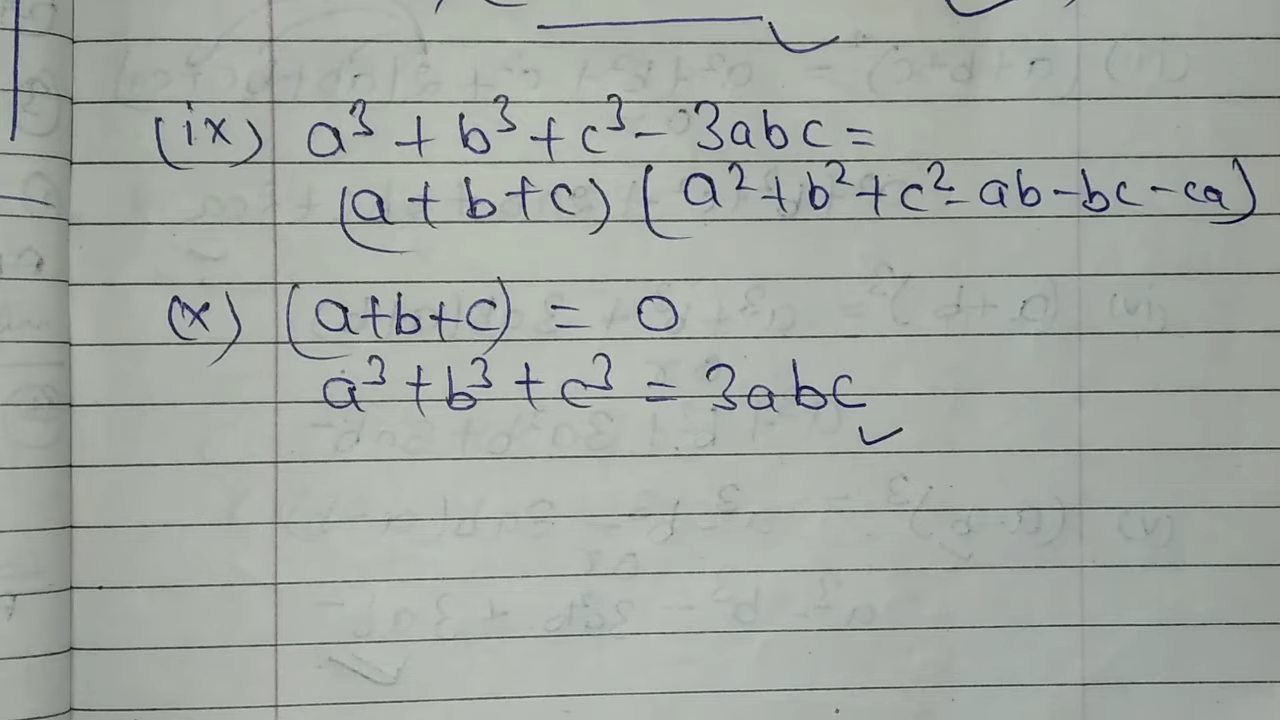 (ix) a³ + b³ + c³ - 3abc =
(a + b + c) (a² + b² + c² - ab - bc - ca)
(x) (a+b+c) = 0
a³ + b³ + c³ = 3abc